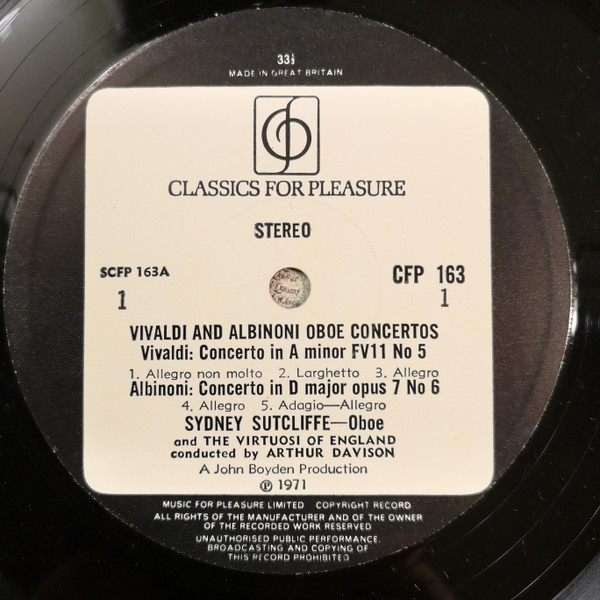 33⅓
MADE IN GREAT BRITAIN
CLASSICS FOR PLEASURE
STEREO
SCFP 163A
CFP 163
1
1
VIVALDI AND ALBINONI OBOE CONCERTOS
Vivaldi: Concerto in A minor FV11 No 5
1. Allegro non molto 2. Larghetto 3. Allegro
Albinoni: Concerto in D major opus 7 No 6
4. Allegro 5. Adagio—Allegro
SYDNEY SUTCLIFFE—Oboe
and THE VIRTUOSI OF ENGLAND
conducted by ARTHUR DAVISON
A John Boyden Production
℗ 1971
MUSIC FOR PLEASURE LIMITED COPYRIGHT RECORD
ALL RIGHTS OF THE MANUFACTURER AND OF THE OWNER
OF THE RECORDED WORK RESERVED
UNAUTHORISED PUBLIC PERFORMANCE.
BROADCASTING AND COPYING OF
THIS RECORD PROHIBITED